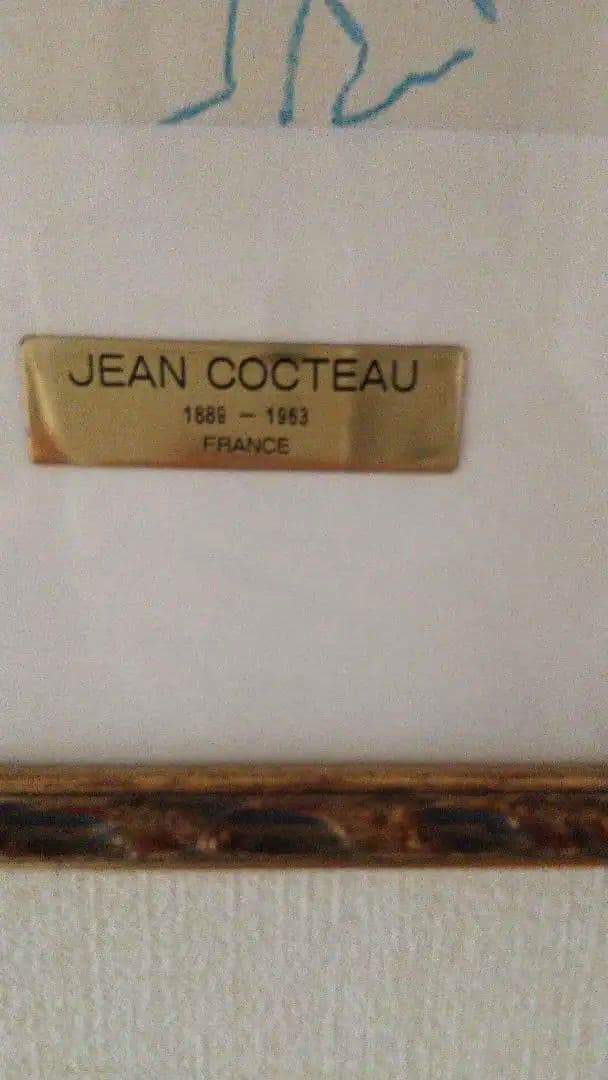 JEAN COCTEAU
1889 - 1963
FRANCE